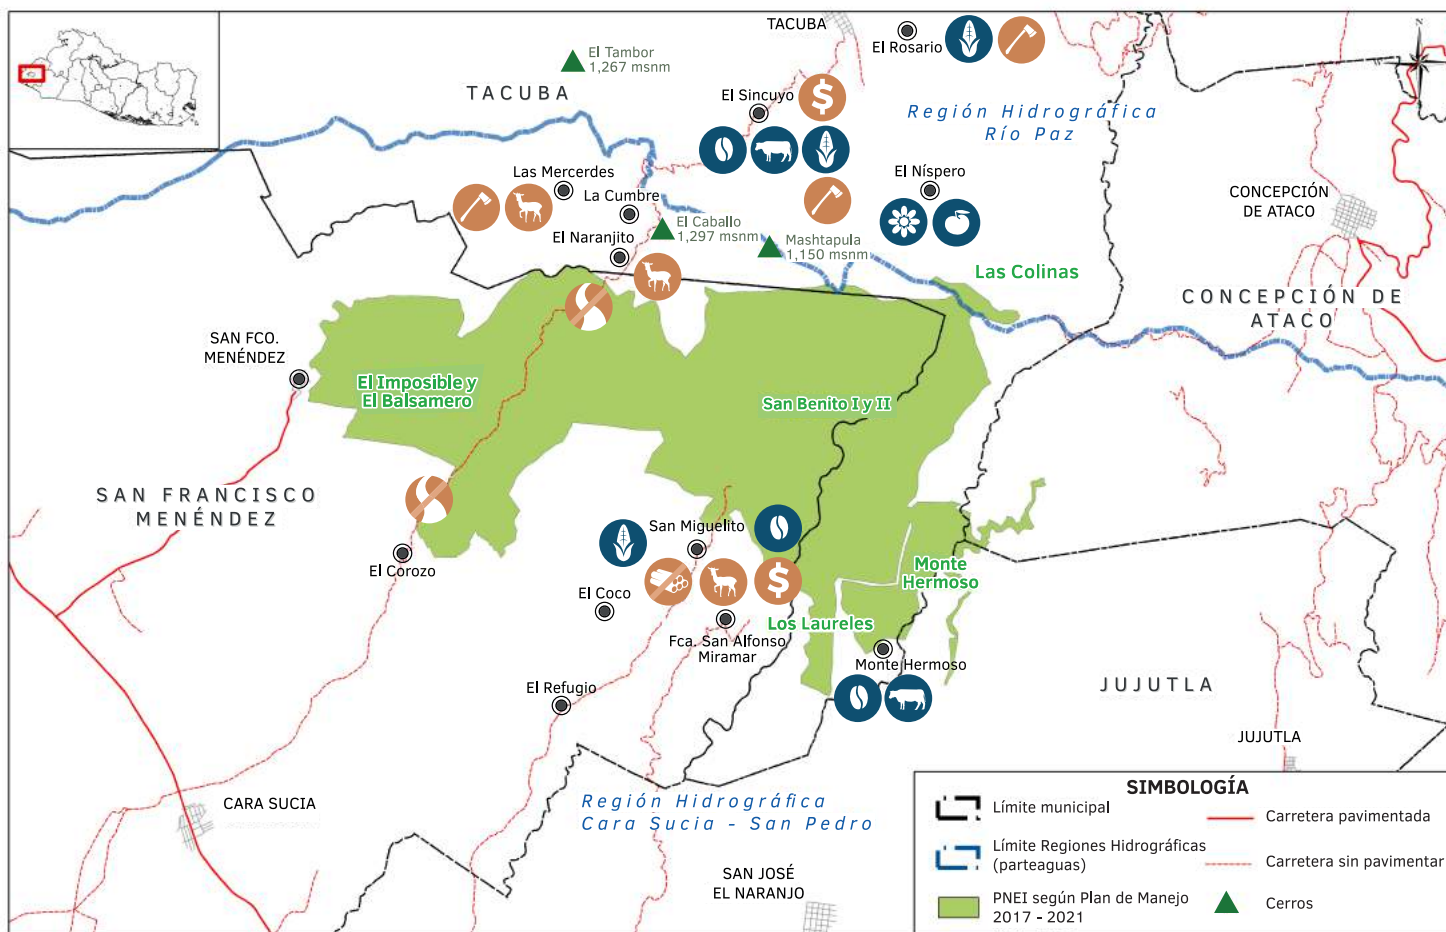 TACUBA
El Rosario
N
El Tambor
1,267 msnm
TACUBA
El Sincuyo
$
Región Hidrográfica
Río Paz
Las Mercerdes
La Cumbre
El Níspero
CONCEPCIÓN
DE ATACO
El Naranjito
El Caballo
1,297 msnm
Mashtapula
1,150 msnm
Las Colinas
CONCEPCIÓN DE
ATACO
SAN FCO.
MENÉNDEZ
El Imposible y
El Balsamero
San Benito I y II
SAN FRANCISCO
MENÉNDEZ
San Miguelito
El Corozo
Monte
Hermoso
$
El Coco
Los Laureles
Fca. San Alfonso
Miramar
Monte Hermoso
El Refugio
JUJUTLA
JUJUTLA
CARA SUCIA
Región Hidrográfica
Cara Sucia - San Pedro
SAN JOSÉ
EL NARANJO
SIMBOLOGÍA
Límite municipal
Carretera pavimentada
Límite Regiones Hidrográficas
(parteaguas)
Carretera sin pavimentar
PNEI según Plan de Manejo
2017 - 2021
Cerros